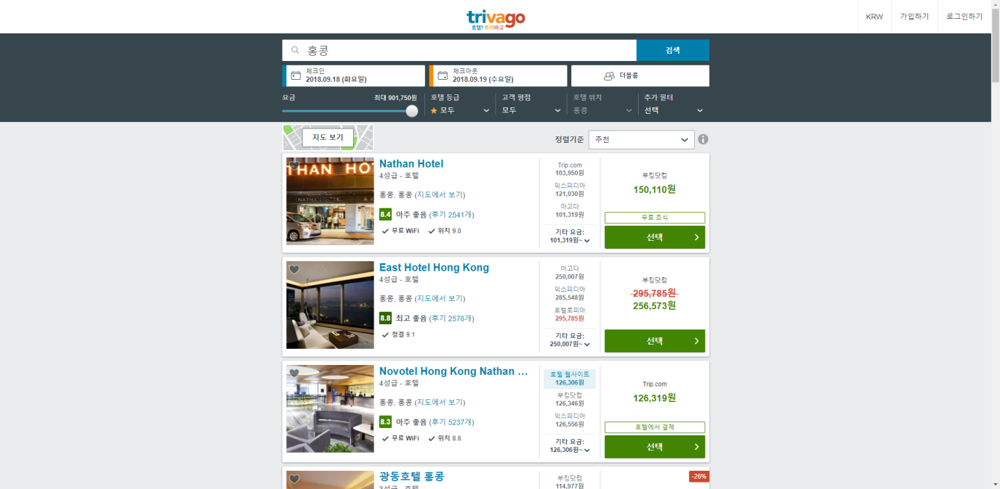 trivago
호텔? 트리바고
KRW
가입하기
로그인하기
홍콩
검색
체크인
2018.09.18 (화요일)
체크아웃
2018.09.19 (수요일)
더블룸
요금
최대 901,750원
호텔 등급
모두
고객 평점
모두
호텔 위치
홍콩
추가 필터
선택
지도 보기
정렬기준
추천
THAN HO
NATHAN HOTEL
Nathan Hotel
4성급 - 호텔
홍콩, 홍콩 (지도에서 보기)
8.4 아주 좋음 (후기 2541개)
무료 WiFi 위치 9.0
Trip.com
103,950원
익스피디아
121,030원
아고다
101,319원
기타 요금:
101,319원~
부킹닷컴
150,110원
무료 조식
선택
East Hotel Hong Kong
4성급 - 호텔
홍콩, 홍콩 (지도에서 보기)
8.8 최고 좋음 (후기 2578개)
청결 9.1
아고다
250,007원
익스피디아
285,548원
호텔로피아
295,785원
기타 요금:
250,007원~
부킹닷컴
295,785원
256,573원
선택
Novotel Hong Kong Nathan ...
4성급 - 호텔
홍콩, 홍콩 (지도에서 보기)
8.3 아주 좋음 (후기 5237개)
무료 WiFi 위치 8.8
호텔 웹사이트
126,306원
부킹닷컴
126,346원
익스피디아
126,556원
기타 요금:
126,306원~
Trip.com
126,319원
호텔에서 결제
선택
광동호텔 홍콩
3성급 - 호텔
부킹닷컴
114,977원
-26%